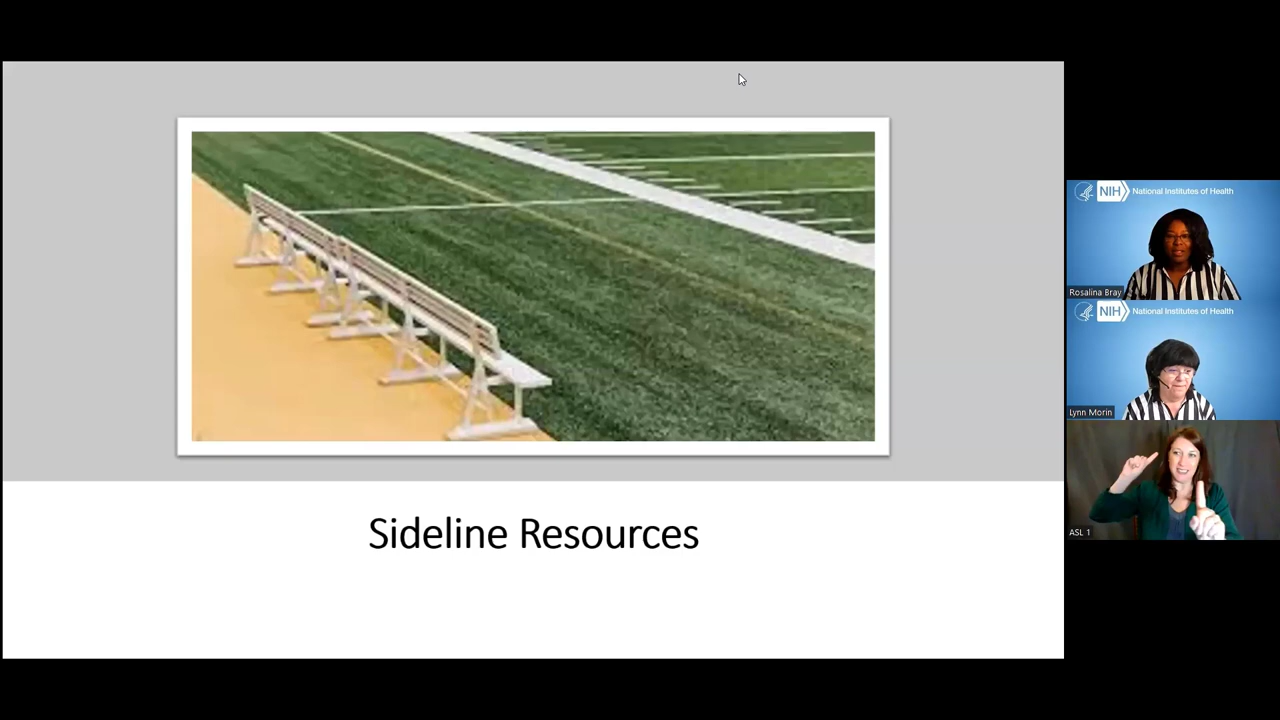 Sideline Resources
NIH National Institutes of Health
Rosalina Bray
NIH National Institutes of Health
Lynn Morin
ASL 1